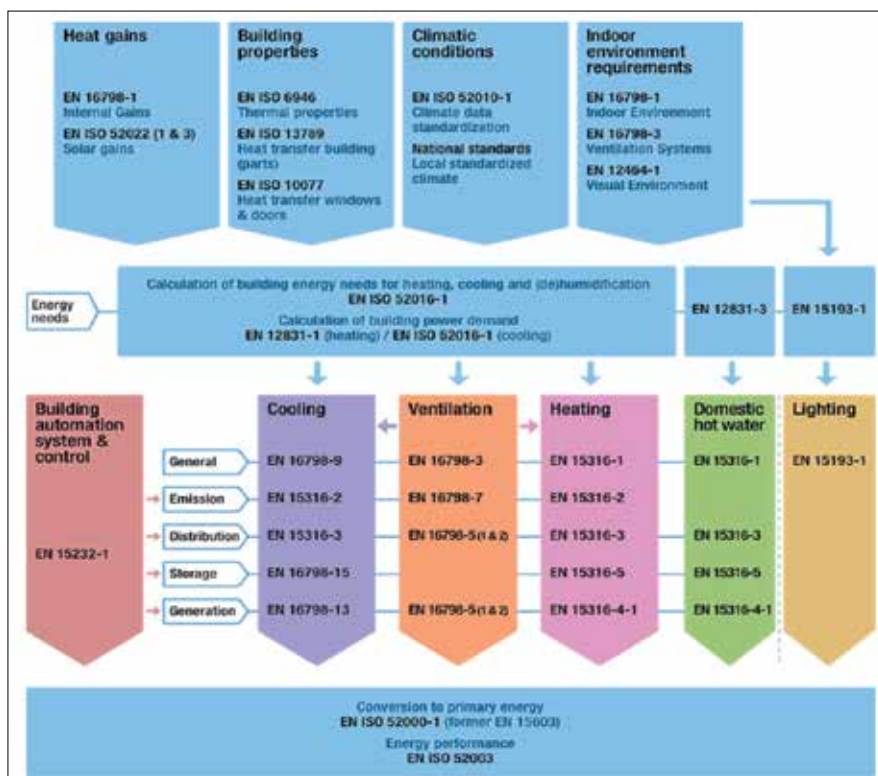 Heat gains
EN 16798-1
Internal Gains
EN ISO 52022 (1 & 3)
Solar gains
Building
properties
EN ISO 6946
Thermal properties
EN ISO 13789
Heat transfer building
(parts)
EN ISO 10077
Heat transfer windows
& doors
Climatic
conditions
EN ISO 52010-1
Climate data
standardization
National standards
Local standardized
climate
Indoor
environment
requirements
EN 16798-1
Indoor Environment
EN 16798-3
Ventilation Systems
EN 12464-1
Visual Environment
Energy
needs
Calculation of building energy needs for heating, cooling and (de)humidification
EN ISO 52016-1
Calculation of building power demand
EN 12831-1 (heating) / EN ISO 52016-1 (cooling)
EN 12831-3
EN 15193-1
Building
automation
system &
control
EN 15232-1
Cooling
Ventilation
Heating
Domestic
hot water
Lighting
General
EN 16798-9
EN 16798-3
EN 15316-1
EN 15316-1
EN 15193-1
Emission
EN 15316-2
EN 16798-7
EN 15316-2
Distribution
EN 15316-3
EN 16798-5 (1 & 2)
EN 15316-3
EN 15316-3
Storage
EN 16798-15
EN 15316-5
EN 15316-5
Generation
EN 16798-13
EN 16798-5 (1 & 2)
EN 15316-4-1
EN 15316-4-1
Conversion to primary energy
EN ISO 52000-1 (former EN 15603)
Energy performance
EN ISO 52003